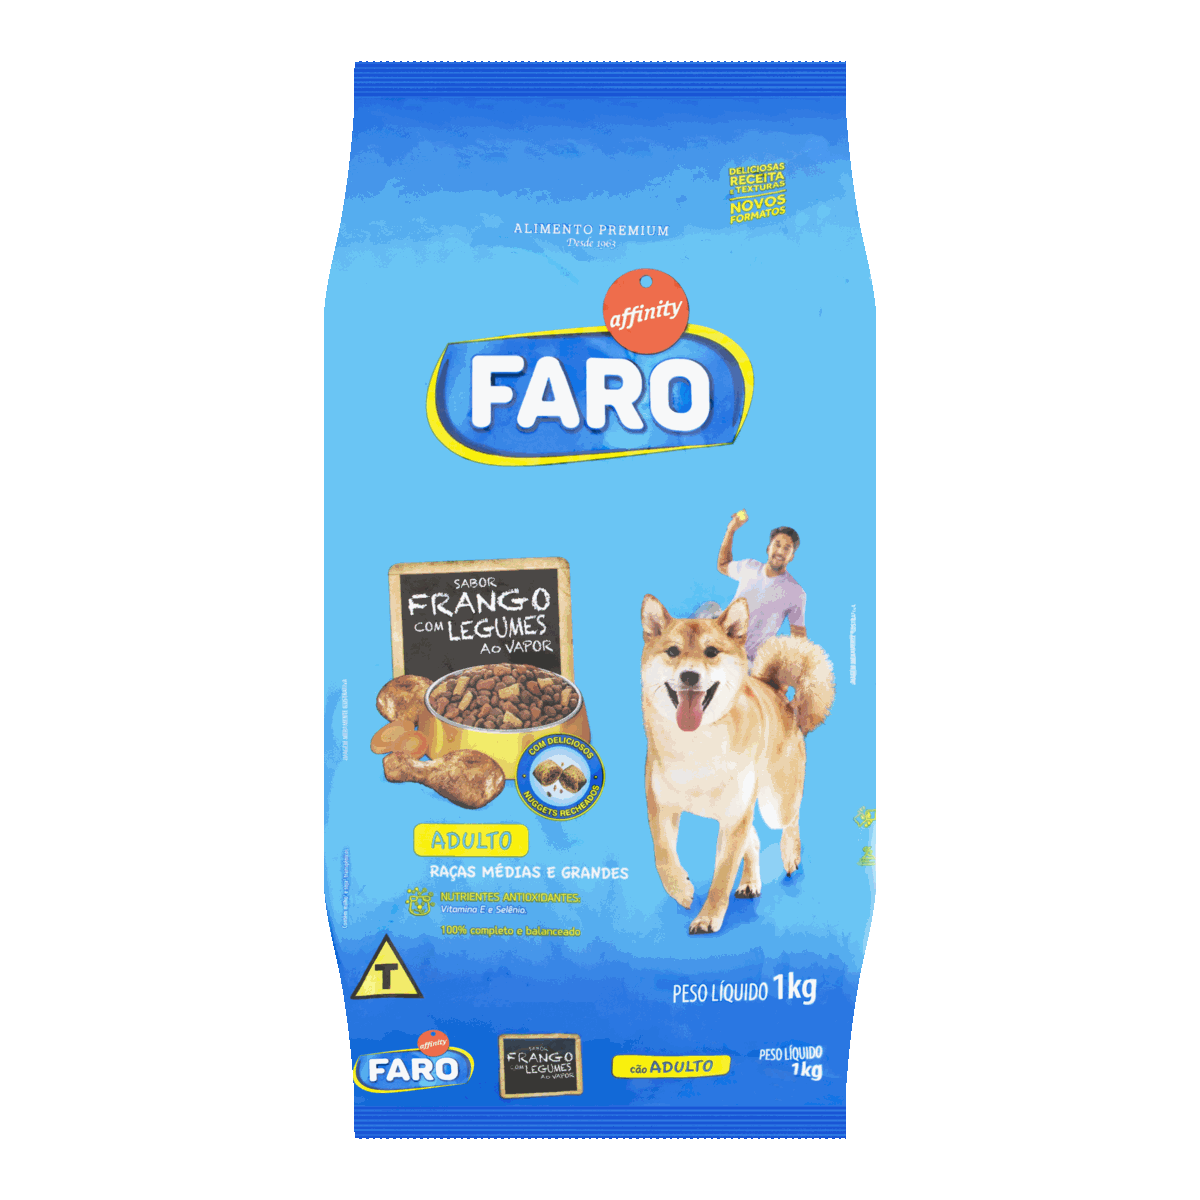 DELICIOSAS
RECEITA
E TEXTURAS
NOVOS
FORMATOS
ALIMENTO PREMIUM
Desde 1963
affinity
FARO
SABOR
FRANGO
COM LEGUMES
AO VAPOR
COM DELICIOSOS
NUGGETS RECHEADOS
ADULTO
RAÇAS MÉDIAS E GRANDES
NUTRIENTES ANTIOXIDANTES:
Vitamina E e Selênio.
100% completo e balanceado
T
PESO LÍQUIDO 1kg
affinity
FARO
SABOR
FRANGO
COM LEGUMES
AO VAPOR
cão ADULTO
PESO LÍQUIDO
1kg